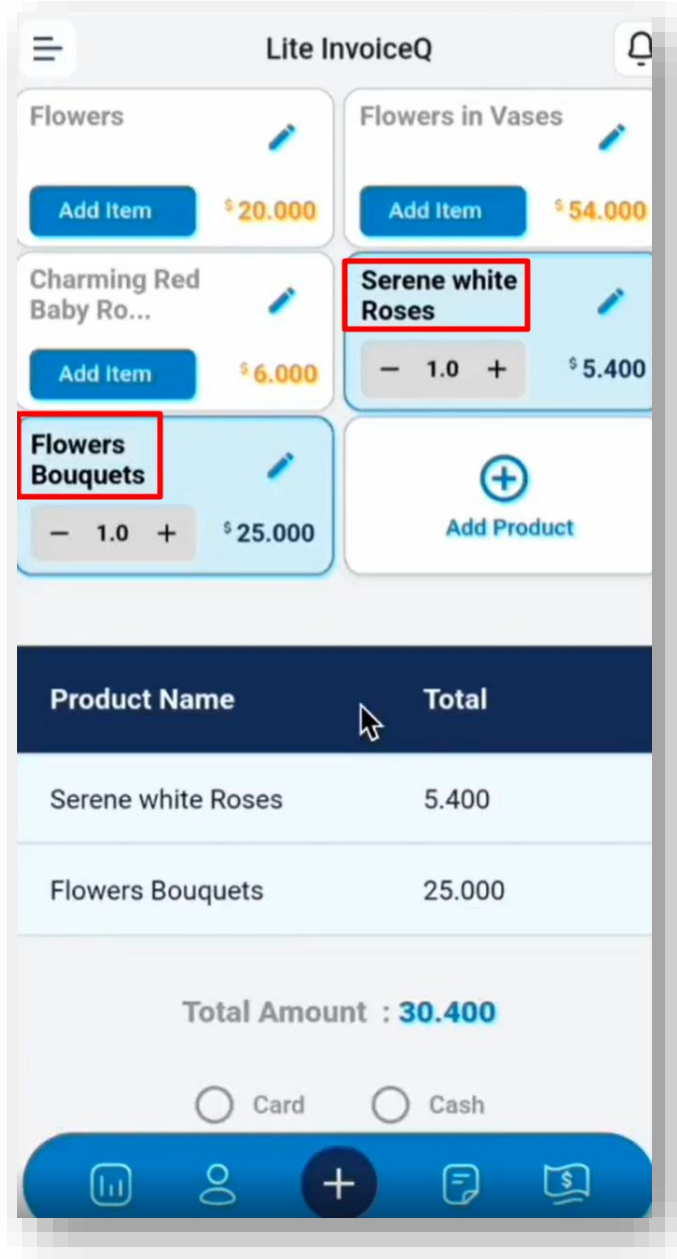 Lite InvoiceQ
Flowers
Flowers in Vases
Add Item
$ 20.000
Add Item
$ 54.000
Charming Red
Baby Ro...
Serene white
Roses
Add Item
$ 6.000
− 1.0 +
$ 5.400
Flowers
Bouquets
− 1.0 +
$ 25.000
Add Product
Product Name
Total
Serene white Roses
5.400
Flowers Bouquets
25.000
Total Amount : 30.400
Card
Cash